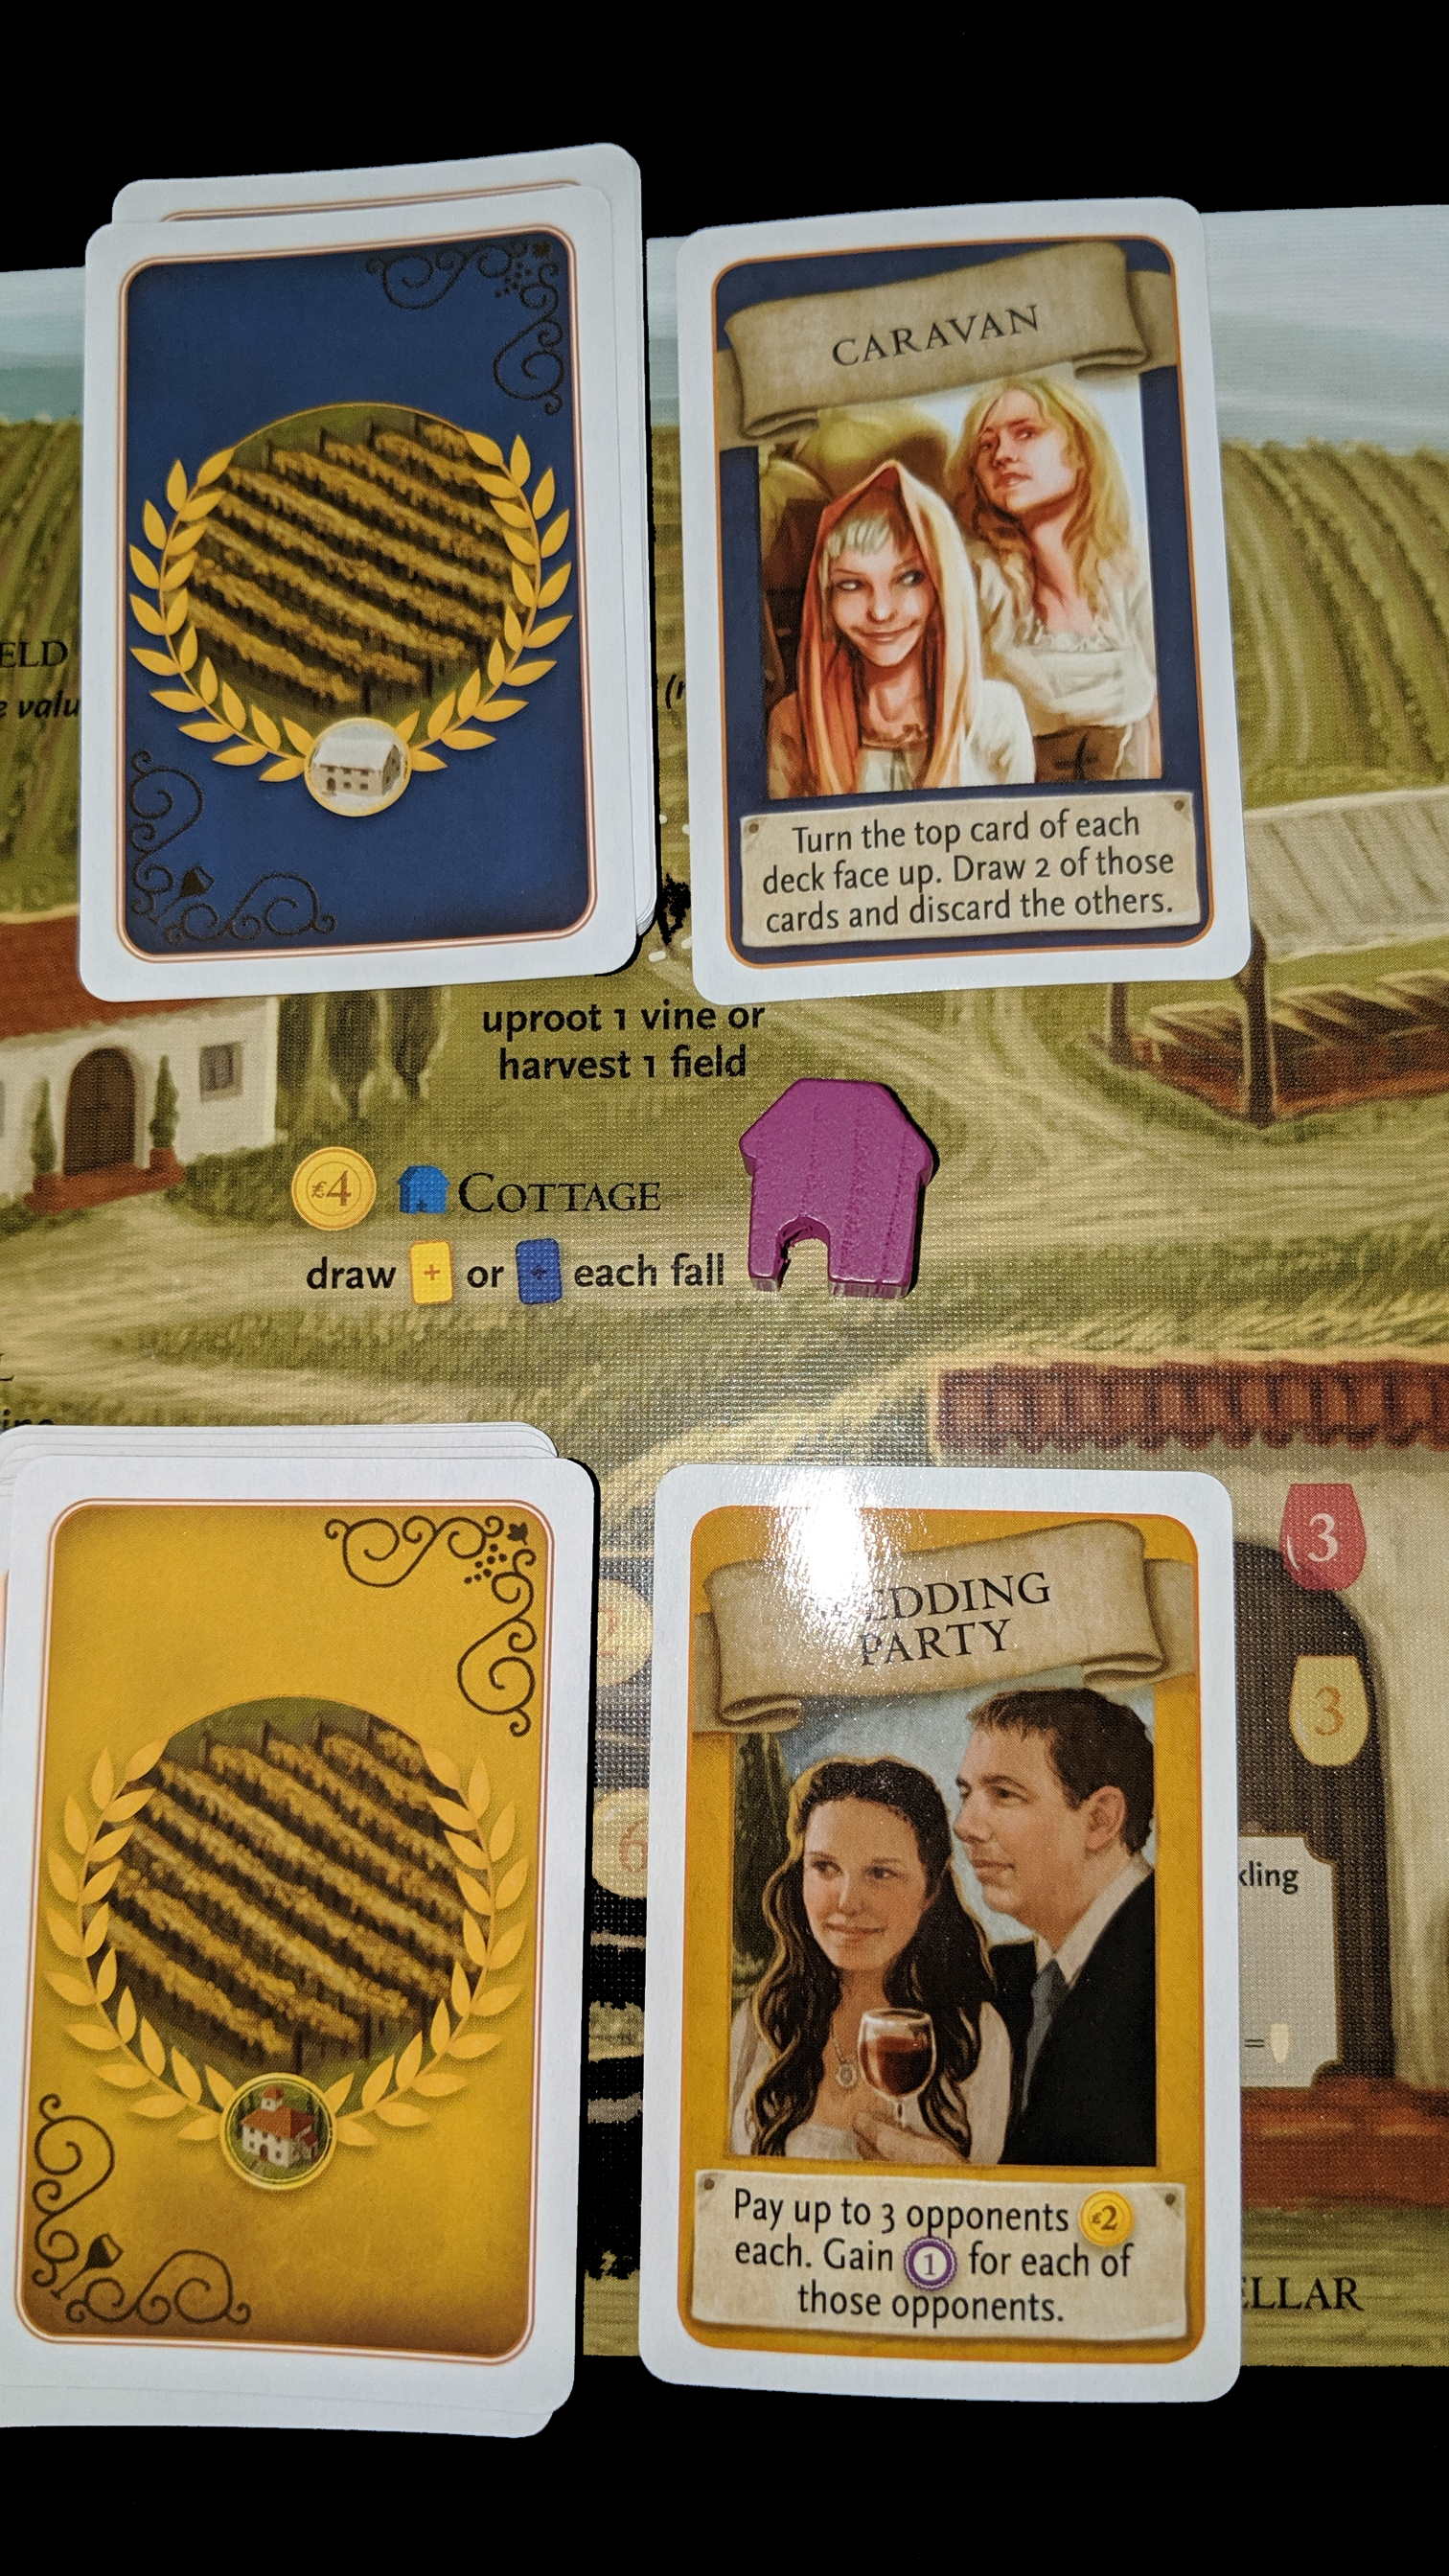 CARAVAN
Turn the top card of each
deck face up. Draw 2 of those
cards and discard the others.
uproot 1 vine or
harvest 1 field
£4 COTTAGE
draw + or + each fall
PARTY
3
3
6
Pay up to 3 opponents £2
each. Gain 1 for each of
those opponents.
=